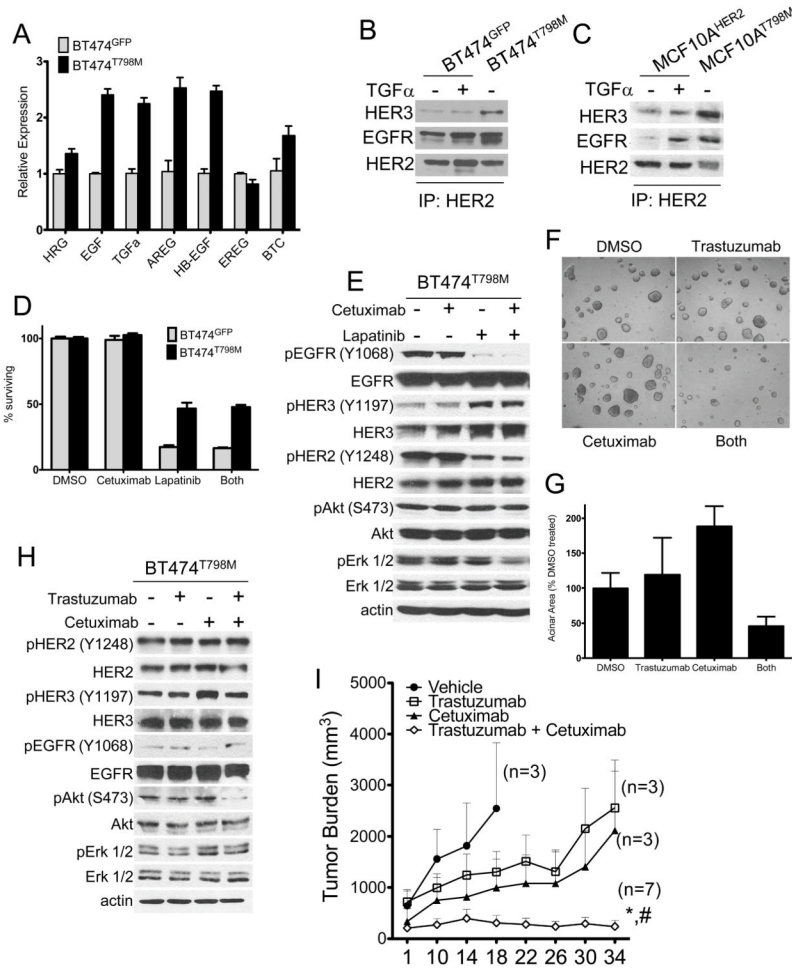 A
BT474GFP
BT474T798M
Relative Expression
3
2
1
0
HRG
EGF
TGFa
AREG
HB-EGF
EREG
BTC
B
BT474GFP
BT474T798M
TGFα - + -
HER3
EGFR
HER2
IP: HER2
C
MCF10AHER2
MCF10AT798M
TGFα - + -
HER3
EGFR
HER2
IP: HER2
D
BT474GFP
BT474T798M
% surviving
100
50
0
DMSO Cetuximab Lapatinib Both
E
BT474T798M
Cetuximab - + - +
Lapatinib - - + +
pEGFR (Y1068)
EGFR
pHER3 (Y1197)
HER3
pHER2 (Y1248)
HER2
pAkt (S473)
Akt
pErk 1/2
Erk 1/2
actin
F
DMSO Trastuzumab
Cetuximab Both
G
Acinar Area (% DMSO treated)
200
150
100
50
0
DMSO Trastuzumab Cetuximab Both
H
BT474T798M
Trastuzumab - + - +
Cetuximab - - + +
pHER2 (Y1248)
HER2
pHER3 (Y1197)
HER3
pEGFR (Y1068)
EGFR
pAkt (S473)
Akt
pErk 1/2
Erk 1/2
actin
I
Vehicle
Trastuzumab
Cetuximab
Trastuzumab + Cetuximab
Tumor Burden (mm3)
5000
4000
3000
2000
1000
0
(n=3)
(n=3)
(n=3)
(n=7)
*,#
1 10 14 18 22 26 30 34